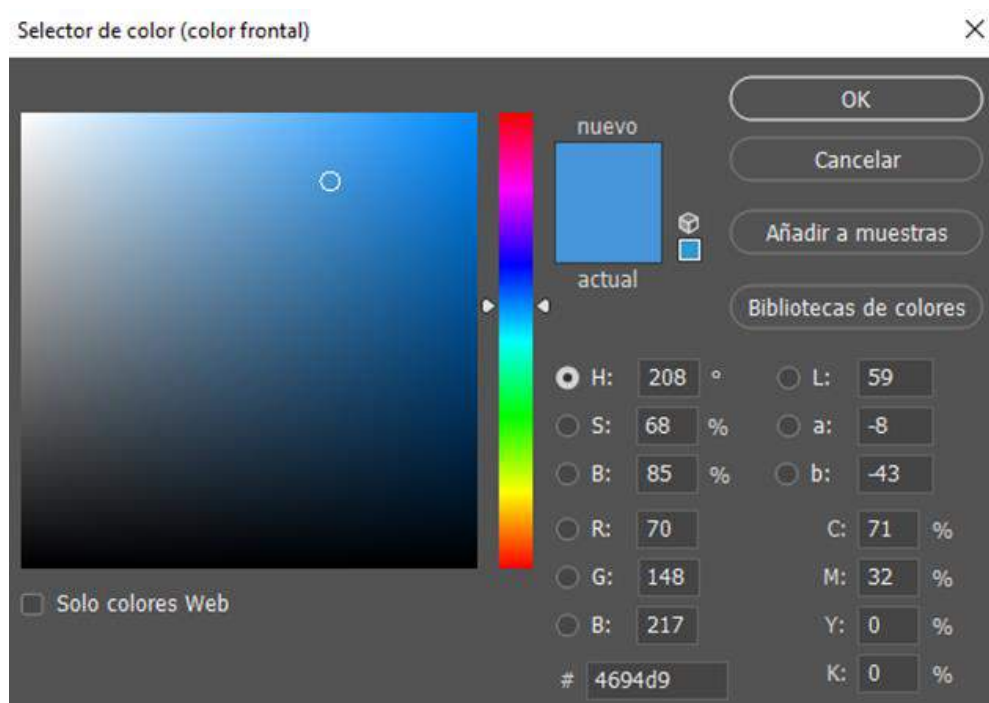 Selector de color (color frontal)
nuevo
actual
OK
Cancelar
Añadir a muestras
Bibliotecas de colores
H: 208 ° L: 59
S: 68 % a: -8
B: 85 % b: -43
R: 70 C: 71 %
G: 148 M: 32 %
B: 217 Y: 0 %
# 4694d9 K: 0 %
Solo colores Web